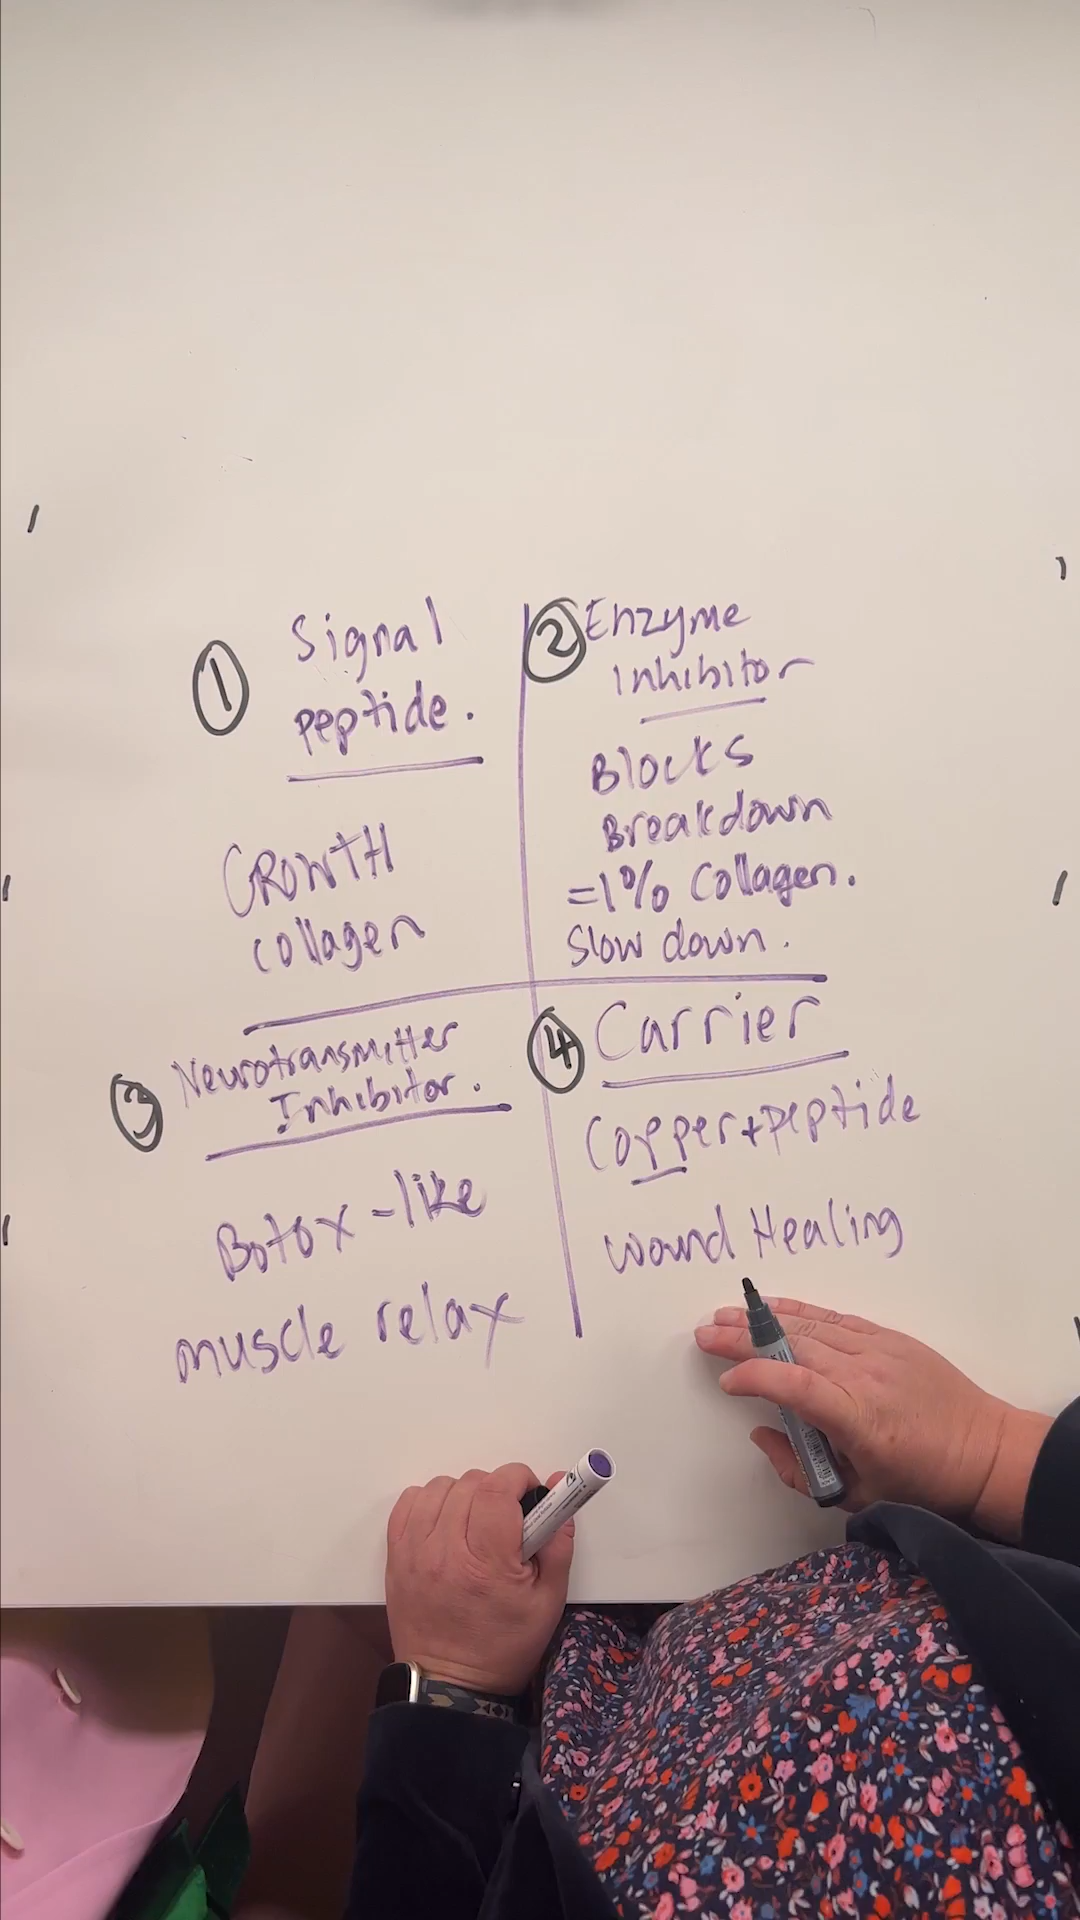 1
Signal
peptide.
GROWTH
collagen
2
Enzyme
inhibitor
Blocks
Breakdown
=1% Collagen.
Slow down.
3
Neurotransmitter
Inhibitor.
Botox-like
muscle relax
4
Carrier
Copper+peptide
wound Healing